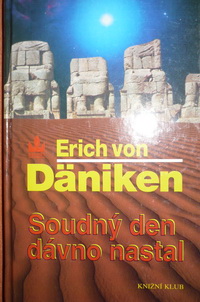 Erich von
Däniken
Soudný den
dávno nastal
KNIŽNÍ KLUB